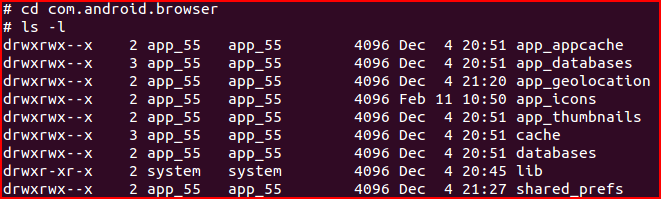 # cd com.android.browser
# ls -l
drwxrwx--x 2 app_55 app_55 4096 Dec 4 20:51 app_appcache
drwxrwx--x 3 app_55 app_55 4096 Dec 4 20:51 app_databases
drwxrwx--x 2 app_55 app_55 4096 Dec 4 21:20 app_geolocation
drwxrwx--x 2 app_55 app_55 4096 Feb 11 10:50 app_icons
drwxrwx--x 2 app_55 app_55 4096 Dec 4 20:51 app_thumbnails
drwxrwx--x 3 app_55 app_55 4096 Dec 4 20:51 cache
drwxrwx--x 2 app_55 app_55 4096 Dec 4 20:51 databases
drwxr-xr-x 2 system system 4096 Dec 4 20:45 lib
drwxrwx--x 2 app_55 app_55 4096 Dec 4 21:27 shared_prefs